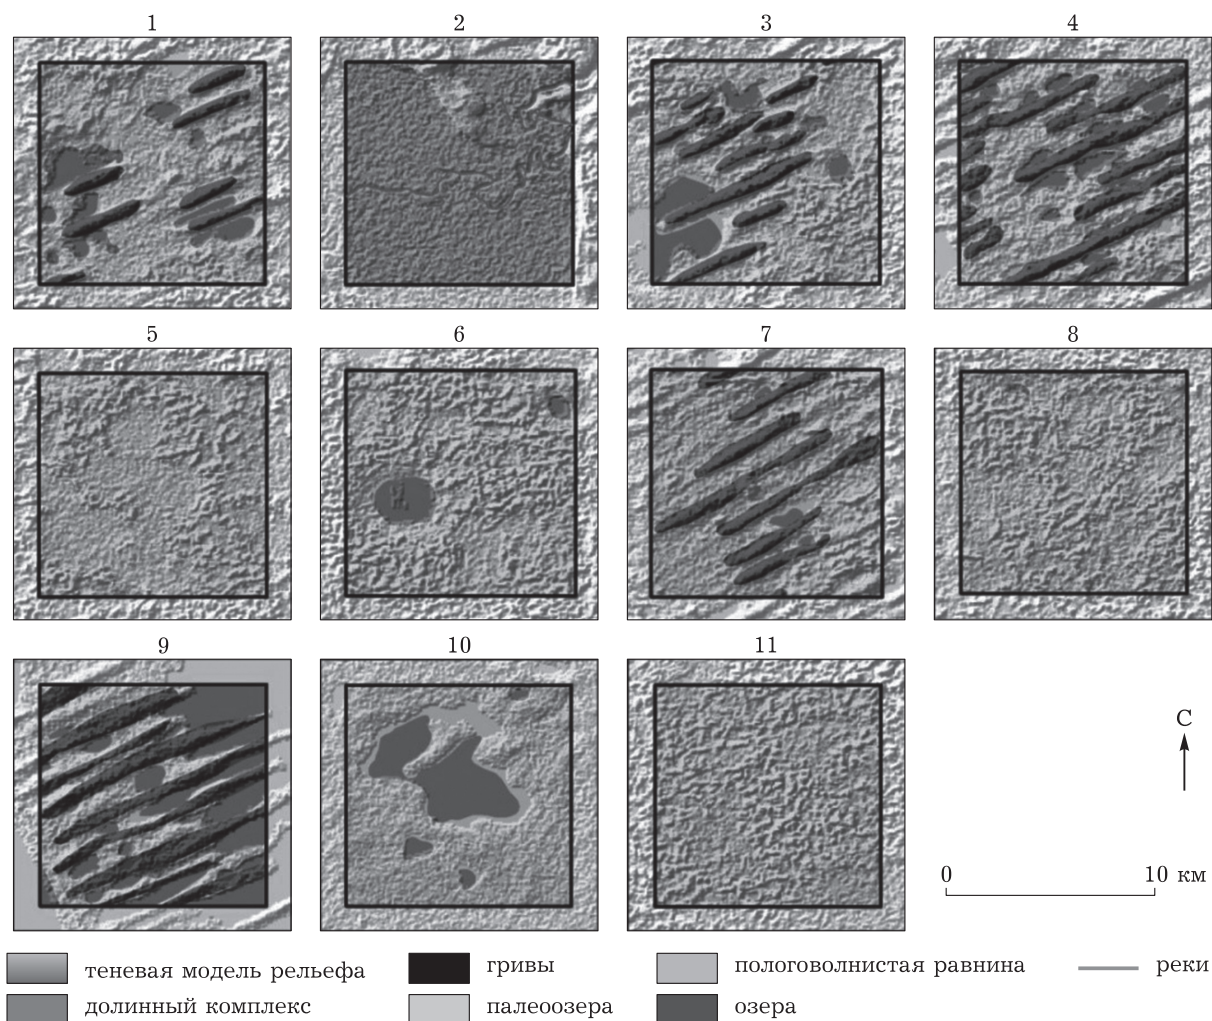 1 2 3 4
5 6 7 8
9 10 11
С
0 10 км
теневая модель рельефа гривы пологоволнистая равнина реки
долинный комплекс палеоозера озера